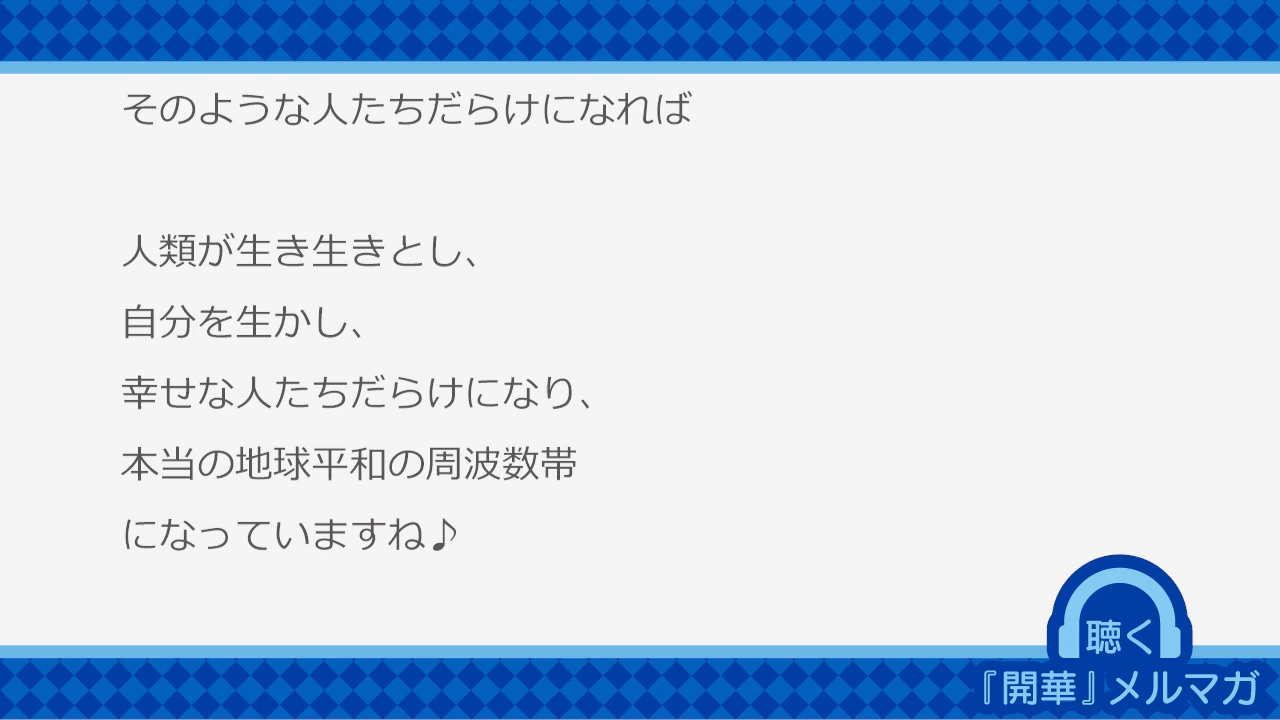 そのような人たちだらけになれば
人類が生き生きとし、
自分を生かし、
幸せな人たちだらけになり、
本当の地球平和の周波数帯
になっていますね♪
聴く
『開華』メルマガ